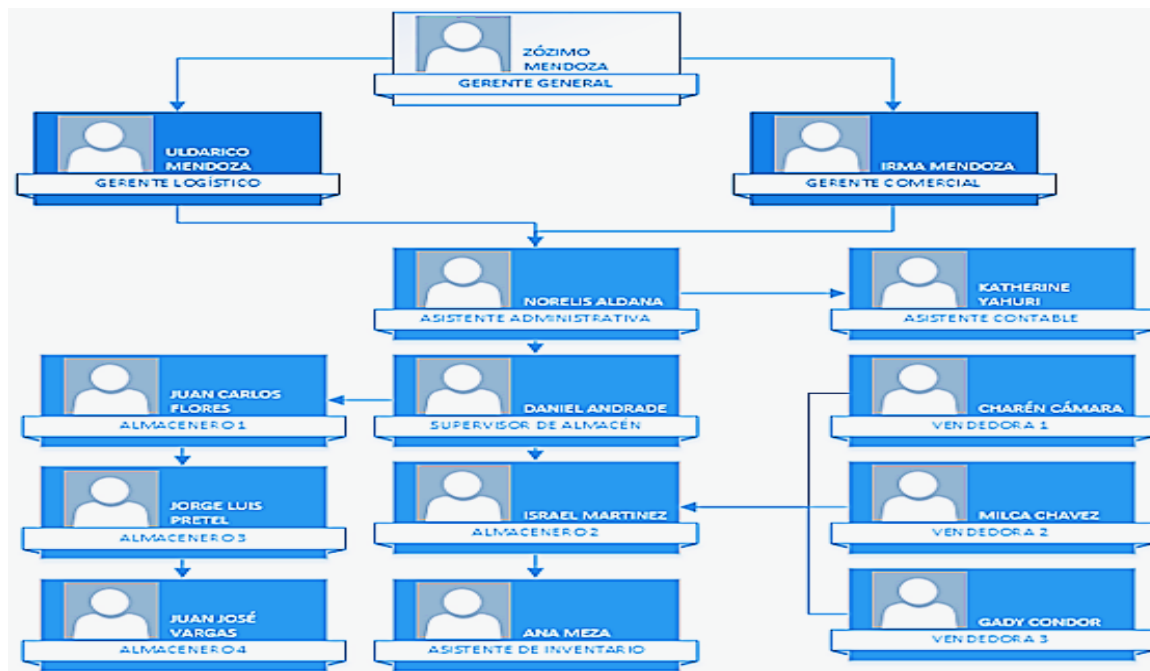 ZÓZIMO
MENDOZA
GERENTE GENERAL
ULDARICO
MENDOZA
GERENTE LOGÍSTICO
IRMA MENDOZA
GERENTE COMERCIAL
NORELIS ALDANA
ASISTENTE ADMINISTRATIVA
KATHERINE
YAHURI
ASISTENTE CONTABLE
JUAN CARLOS
FLORES
ALMACENERO 1
DANIEL ANDRADE
SUPERVISOR DE ALMACÉN
CHARÉN CÁMARA
VENDEDORA 1
JORGE LUIS
PRETEL
ALMACENERO 3
ISRAEL MARTINEZ
ALMACENERO 2
MILCA CHAVEZ
VENDEDORA 2
JUAN JOSÉ
VARGAS
ALMACENERO 4
ANA MEZA
ASISTENTE DE INVENTARIO
GADY CONDOR
VENDEDORA 3